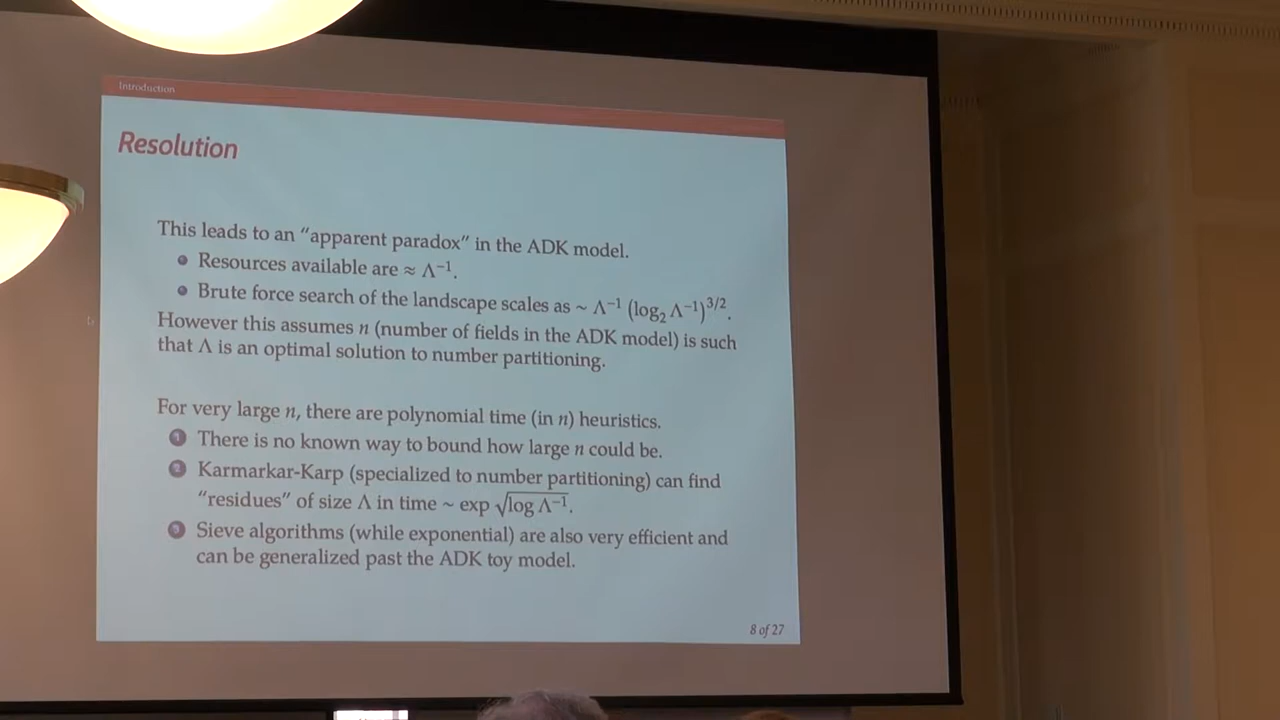 Introduction
Resolution
This leads to an “apparent paradox” in the ADK model.
• Resources available are ≈ Λ⁻¹.
• Brute force search of the landscape scales as ~ Λ⁻¹ (log₂ Λ⁻¹)^{3/2}.
However this assumes n (number of fields in the ADK model) is such
that Λ is an optimal solution to number partitioning.
For very large n, there are polynomial time (in n) heuristics.
1 There is no known way to bound how large n could be.
2 Karmarkar-Karp (specialized to number partitioning) can find
“residues” of size Λ in time ~ exp √(log Λ⁻¹).
3 Sieve algorithms (while exponential) are also very efficient and
can be generalized past the ADK toy model.
8 of 27